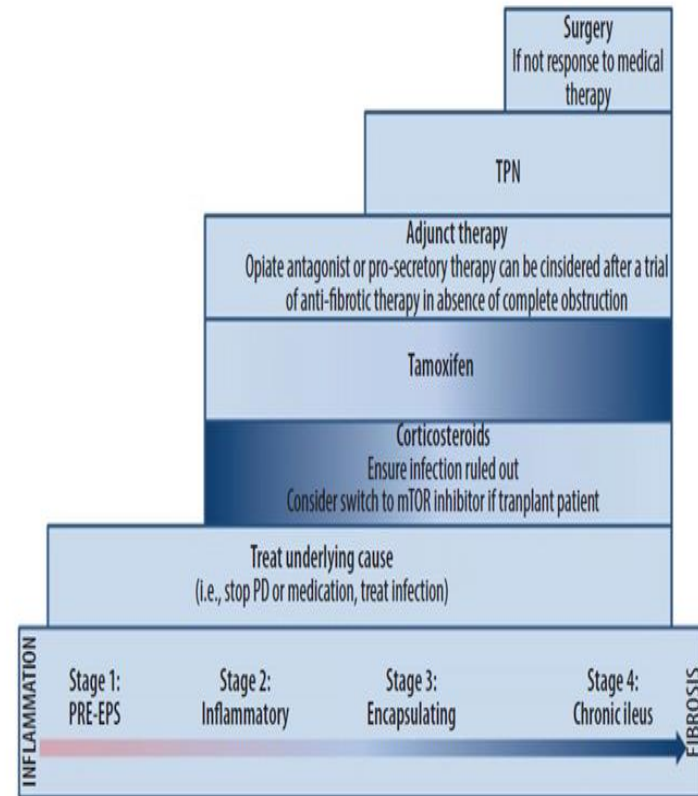 Surgery
If not response to medical
therapy
TPN
Adjunct therapy
Opiate antagonist or pro-secretory therapy can be cinsidered after a trial
of anti-fibrotic therapy in absence of complete obstruction
Tamoxifen
Corticosteroids
Ensure infection ruled out
Consider switch to mTOR inhibitor if tranplant patient
Treat underlying cause
(i.e., stop PD or medication, treat infection)
INFLAMMATION
Stage 1:
PRE-EPS
Stage 2:
Inflammatory
Stage 3:
Encapsulating
Stage 4:
Chronic ileus
FIBROSIS